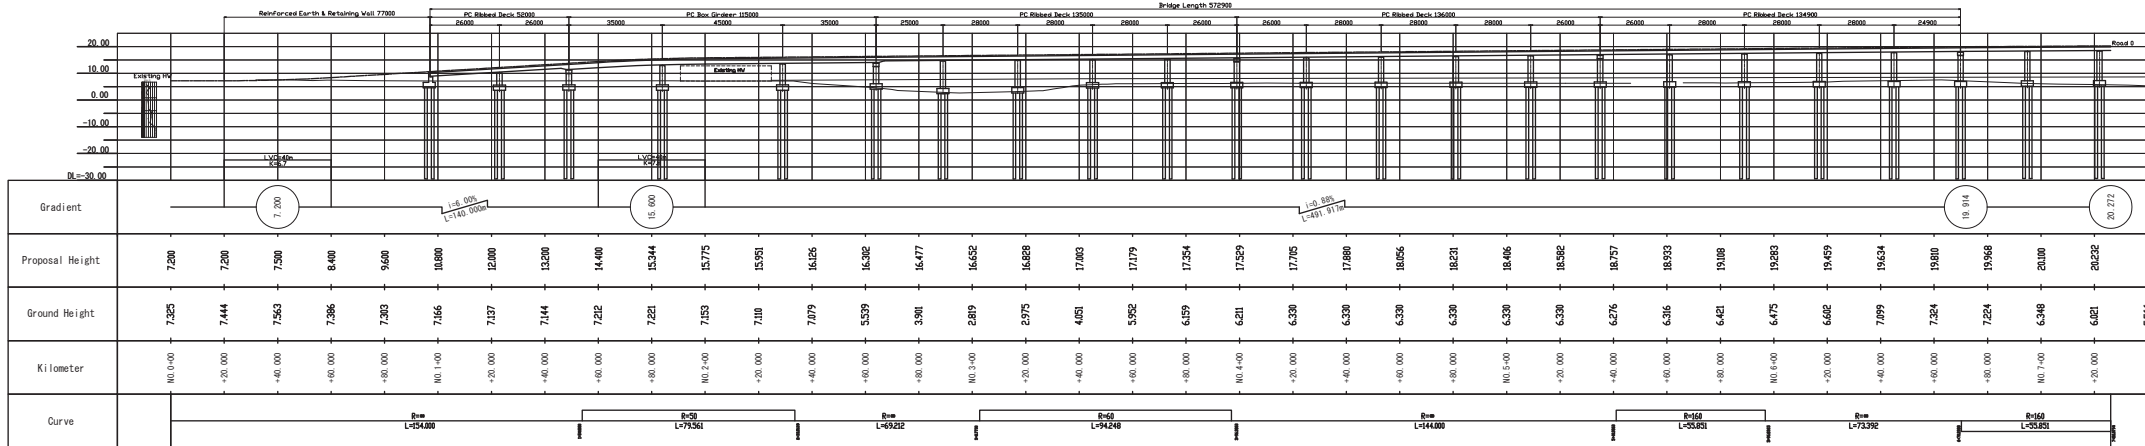 Bridge Length 572900
Reinforced Earth & Retaining Wall 77000
PC Ribbed Deck 52000
PC Box Girdeer 115000
PC Ribbed Deck 135000
PC Ribbed Deck 136000
PC Ribbed Deck 134900
26000 26000 35000 45000 35000 25000 28000 28000 28000 26000 26000 28000 28000 28000 26000 26000 28000 28000 28000 24900
20.00
Road 0
Existing HV
Existing HV
10.00
0.00
-10.00
-20.00
LVC=40m
K=6.7
DL=-30.00
Gradient
7.200
i=6.00%
L=140.000m
15.600
i=0.88%
L=491.917m
19.914
20.272
Proposal Height 7.200 7.200 7.500 8.400 9.600 10.800 12.000 13.200 14.400 15.344 15.775 15.951 16.126 16.302 16.477 16.652 16.828 17.003 17.179 17.354 17.529 17.705 17.880 18.056 18.231 18.406 18.582 18.757 18.933 19.108 19.283 19.459 19.634 19.810 19.968 20.100 20.232
Ground Height 7.325 7.444 7.563 7.386 7.303 7.166 7.137 7.144 7.212 7.221 7.153 7.110 7.079 5.539 3.901 2.819 2.975 4.051 5.952 6.159 6.211 6.330 6.330 6.330 6.330 6.330 6.330 6.276 6.316 6.421 6.475 6.602 7.099 7.324 7.224 6.348 6.021
Kilometer NO.0+00 +20.000 +40.000 +60.000 +80.000 NO.1+00 +20.000 +40.000 +60.000 +80.000 NO.2+00 +20.000 +40.000 +60.000 +80.000 NO.3+00 +20.000 +40.000 +60.000 +80.000 NO.4+00 +20.000 +40.000 +60.000 +80.000 NO.5+00 +20.000 +40.000 +60.000 +80.000 NO.6+00 +20.000 +40.000 +60.000 +80.000 NO.7+00 +20.000
Curve
R=∞ R=50 R=∞ R=60 R=∞ R=160 R=∞ R=160
L=154.000 L=79.561 L=69.212 L=94.248 L=144.000 L=55.851 L=73.392 L=55.851